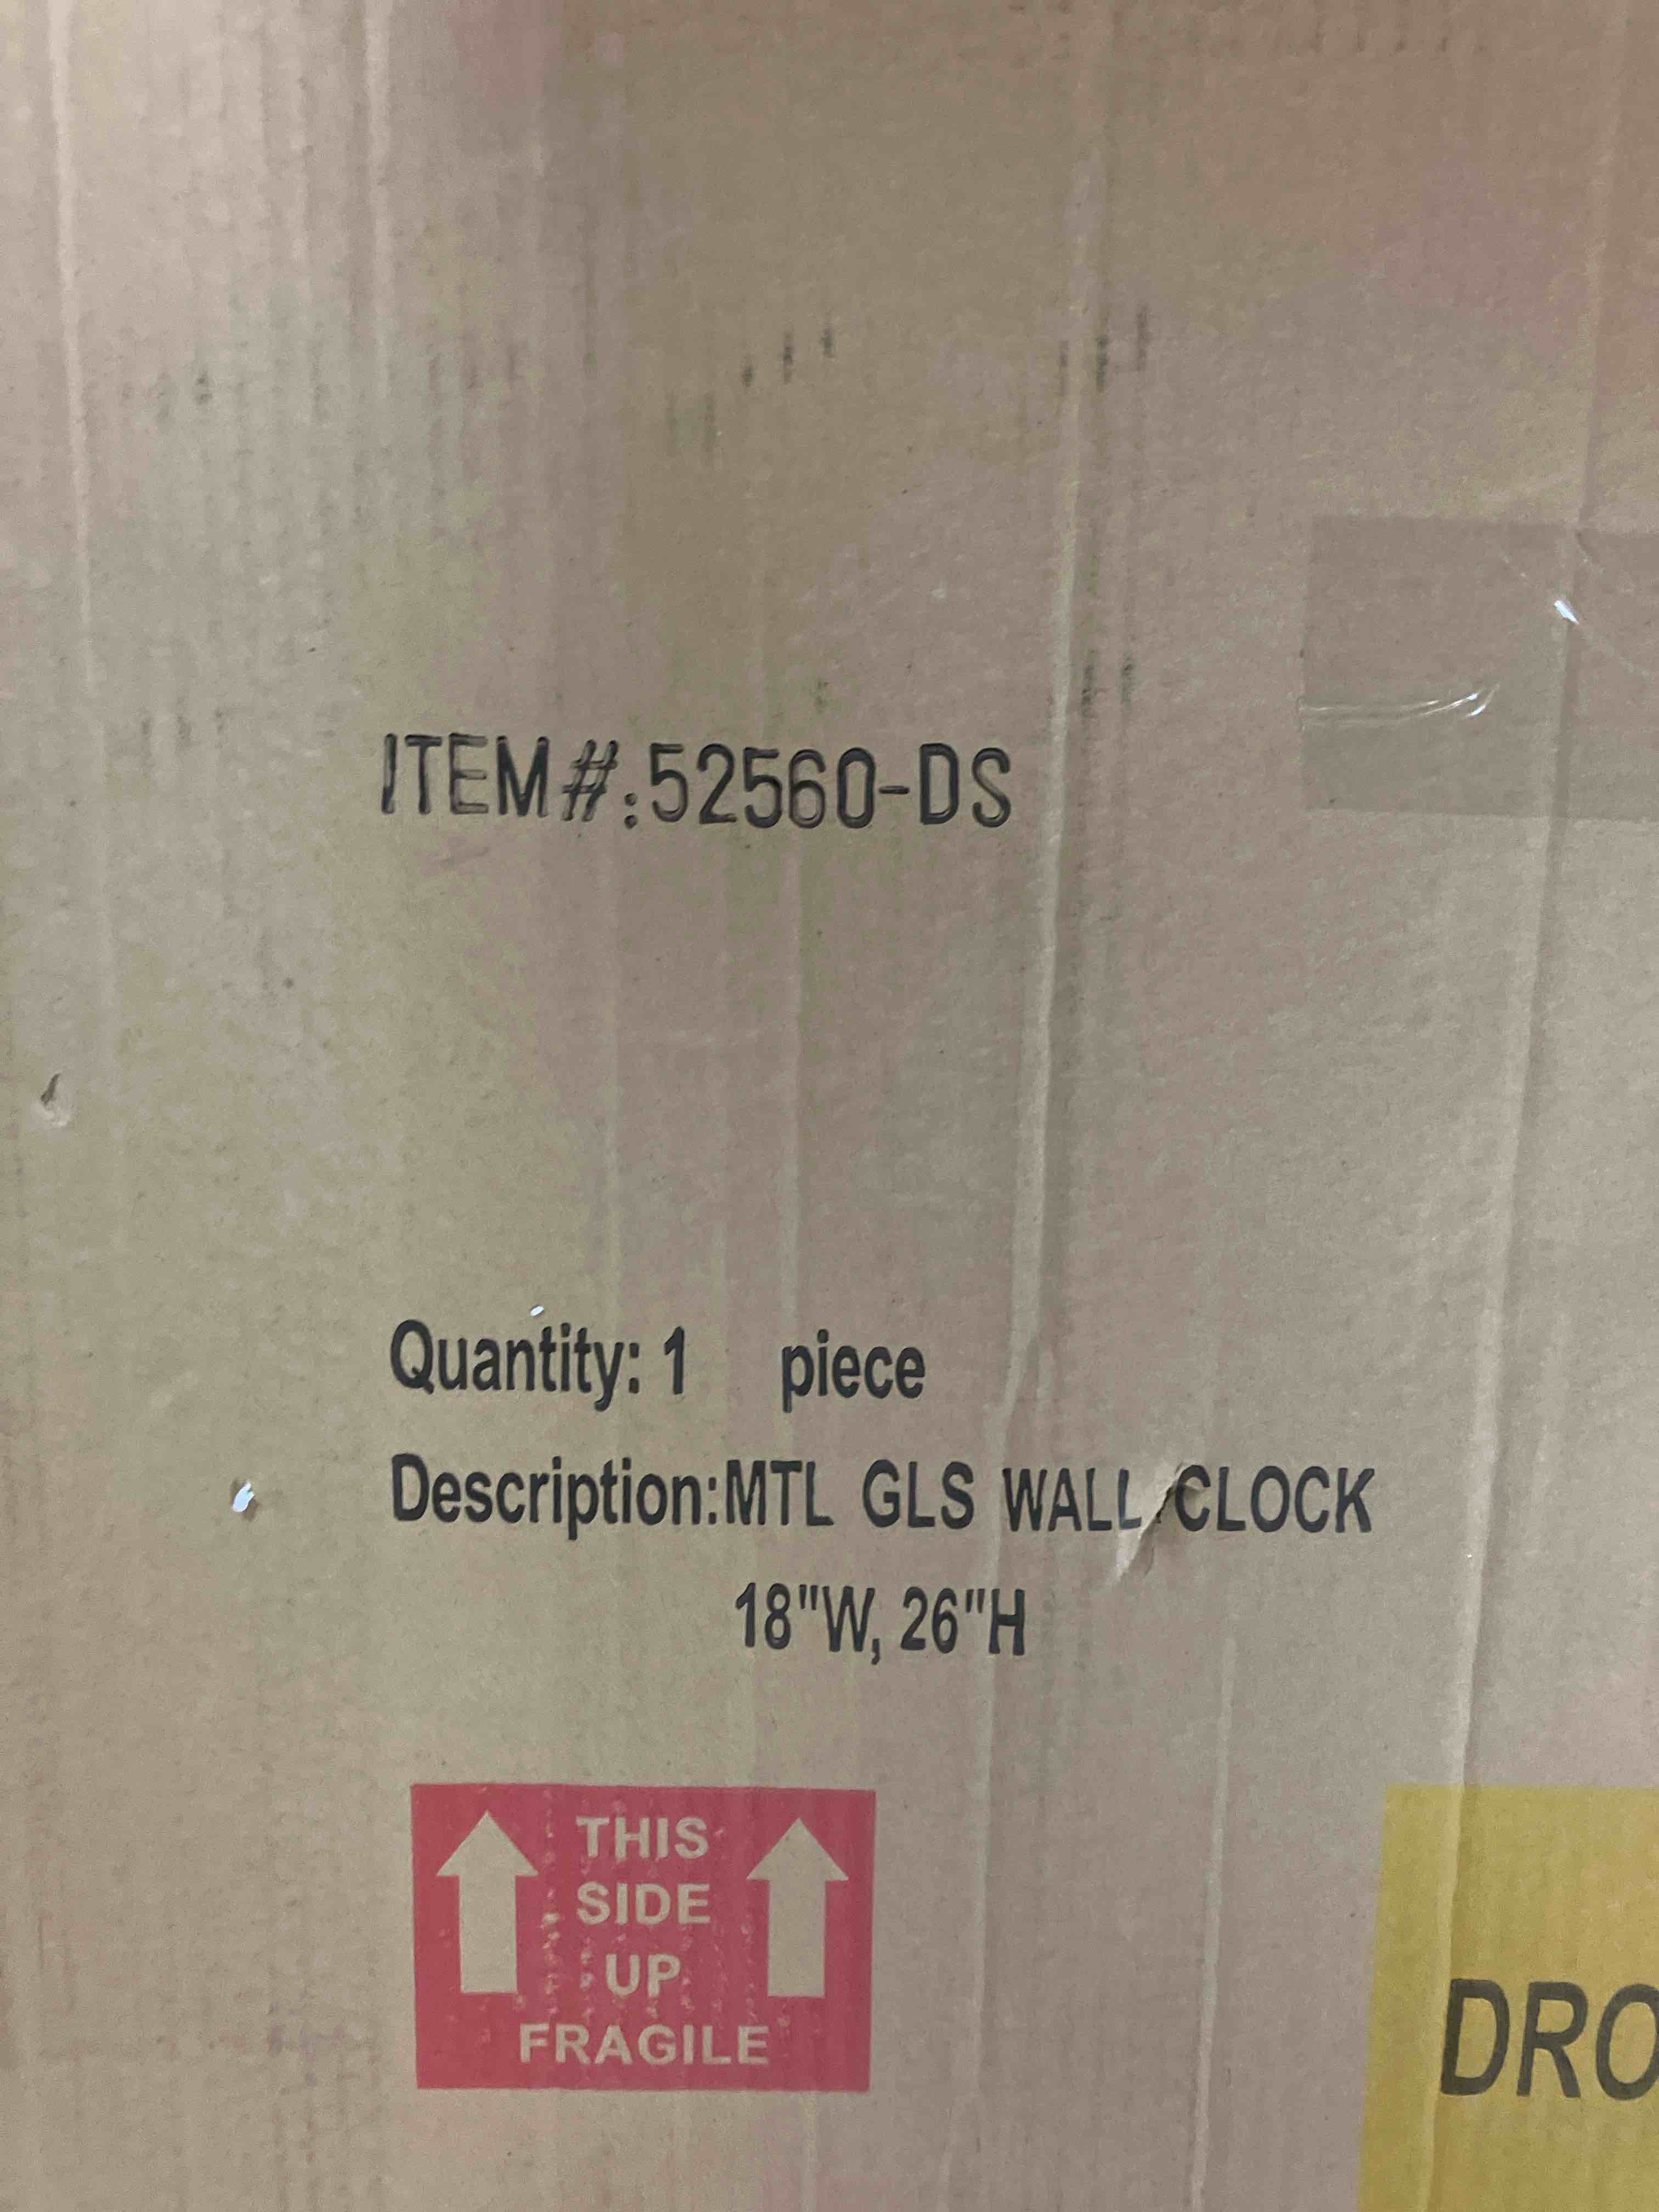 ITEM#:52560-DS
Quantity: 1 piece
Description:MTL GLS WALL CLOCK
18"W, 26"H
THIS
SIDE
UP
FRAGILE
DRO